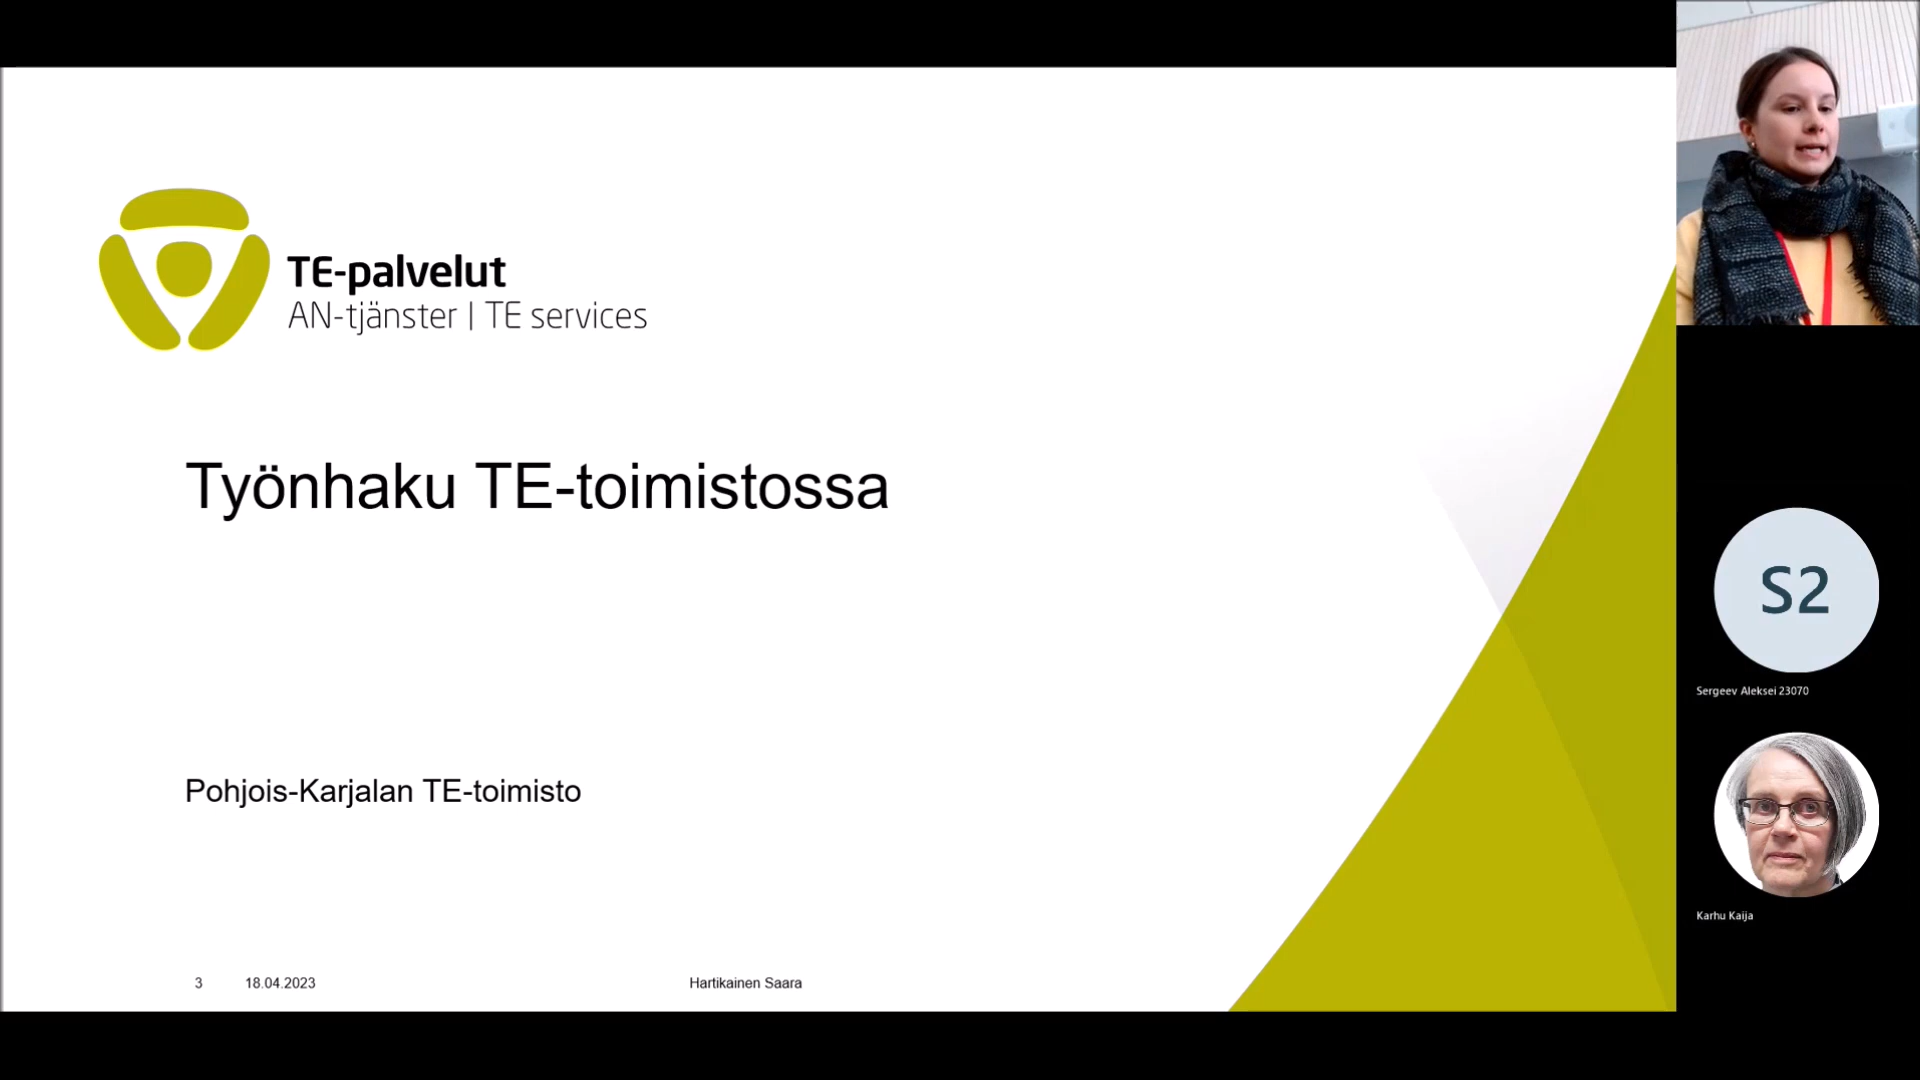 TE-palvelut
AN-tjänster | TE services
Työnhaku TE-toimistossa
Pohjois-Karjalan TE-toimisto
3 18.04.2023 Hartikainen Saara
S2
Sergeev Aleksei 23070
Karhu Kaija